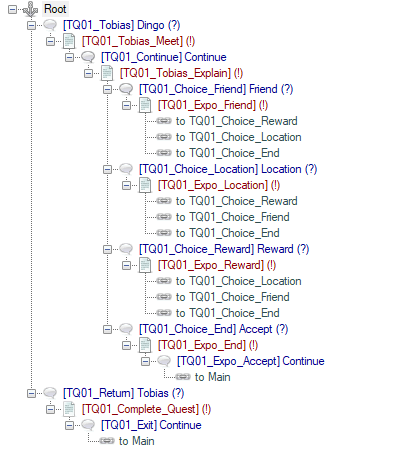 Root
[TQ01_Tobias] Dingo (?)
[TQ01_Tobias_Meet] (!)
[TQ01_Continue] Continue
[TQ01_Tobias_Explain] (!)
[TQ01_Choice_Friend] Friend (?)
[TQ01_Expo_Friend] (!)
to TQ01_Choice_Reward
to TQ01_Choice_Location
to TQ01_Choice_End
[TQ01_Choice_Location] Location (?)
[TQ01_Expo_Location] (!)
to TQ01_Choice_Reward
to TQ01_Choice_Friend
to TQ01_Choice_End
[TQ01_Choice_Reward] Reward (?)
[TQ01_Expo_Reward] (!)
to TQ01_Choice_Location
to TQ01_Choice_Friend
to TQ01_Choice_End
[TQ01_Choice_End] Accept (?)
[TQ01_Expo_End] (!)
[TQ01_Expo_Accept] Continue
to Main
[TQ01_Return] Tobias (?)
[TQ01_Complete_Quest] (!)
[TQ01_Exit] Continue
to Main